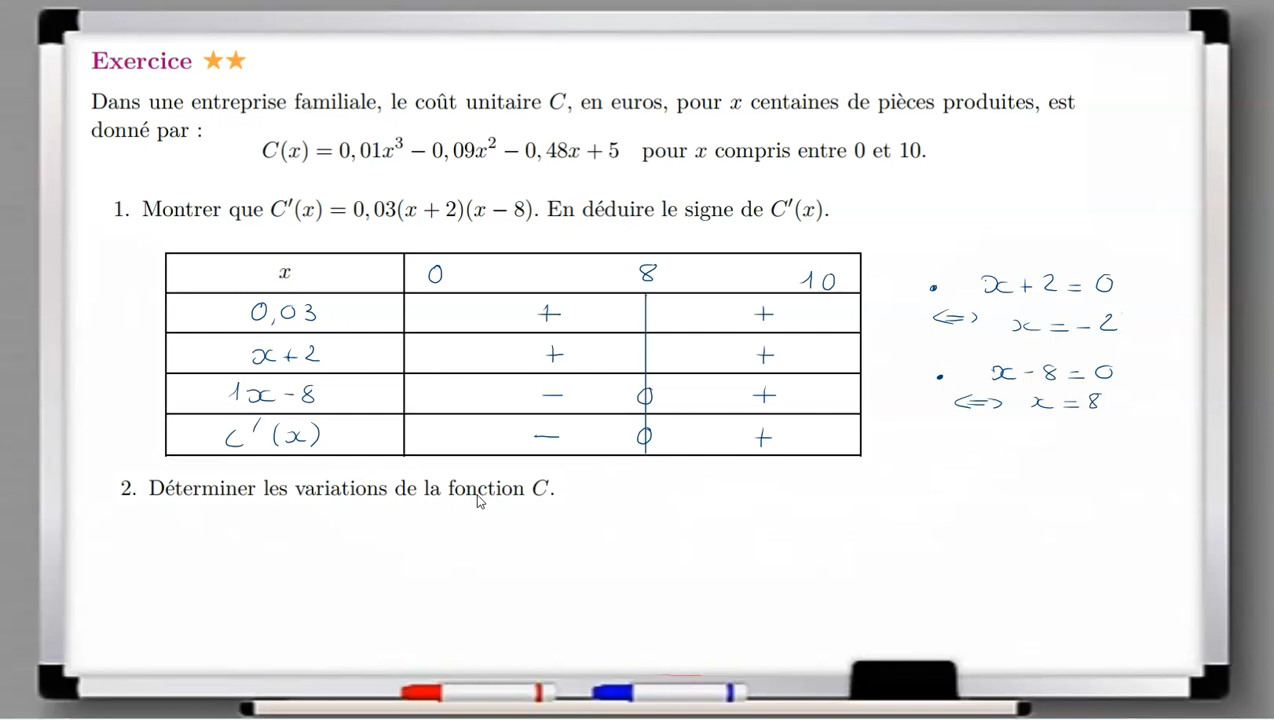 Exercice ★★
Dans une entreprise familiale, le coût unitaire C, en euros, pour x centaines de pièces produites, est
donné par :
C(x) = 0,01x³ − 0,09x² − 0,48x + 5 pour x compris entre 0 et 10.
1. Montrer que C′(x) = 0,03(x + 2)(x − 8). En déduire le signe de C′(x).
x 0 8 10
0,03 + +
x + 2 + +
1x − 8 − 0 +
C′(x) − 0 +
• x + 2 = 0
⟺ x = −2
• x − 8 = 0
⟺ x = 8
2. Déterminer les variations de la fonction C.